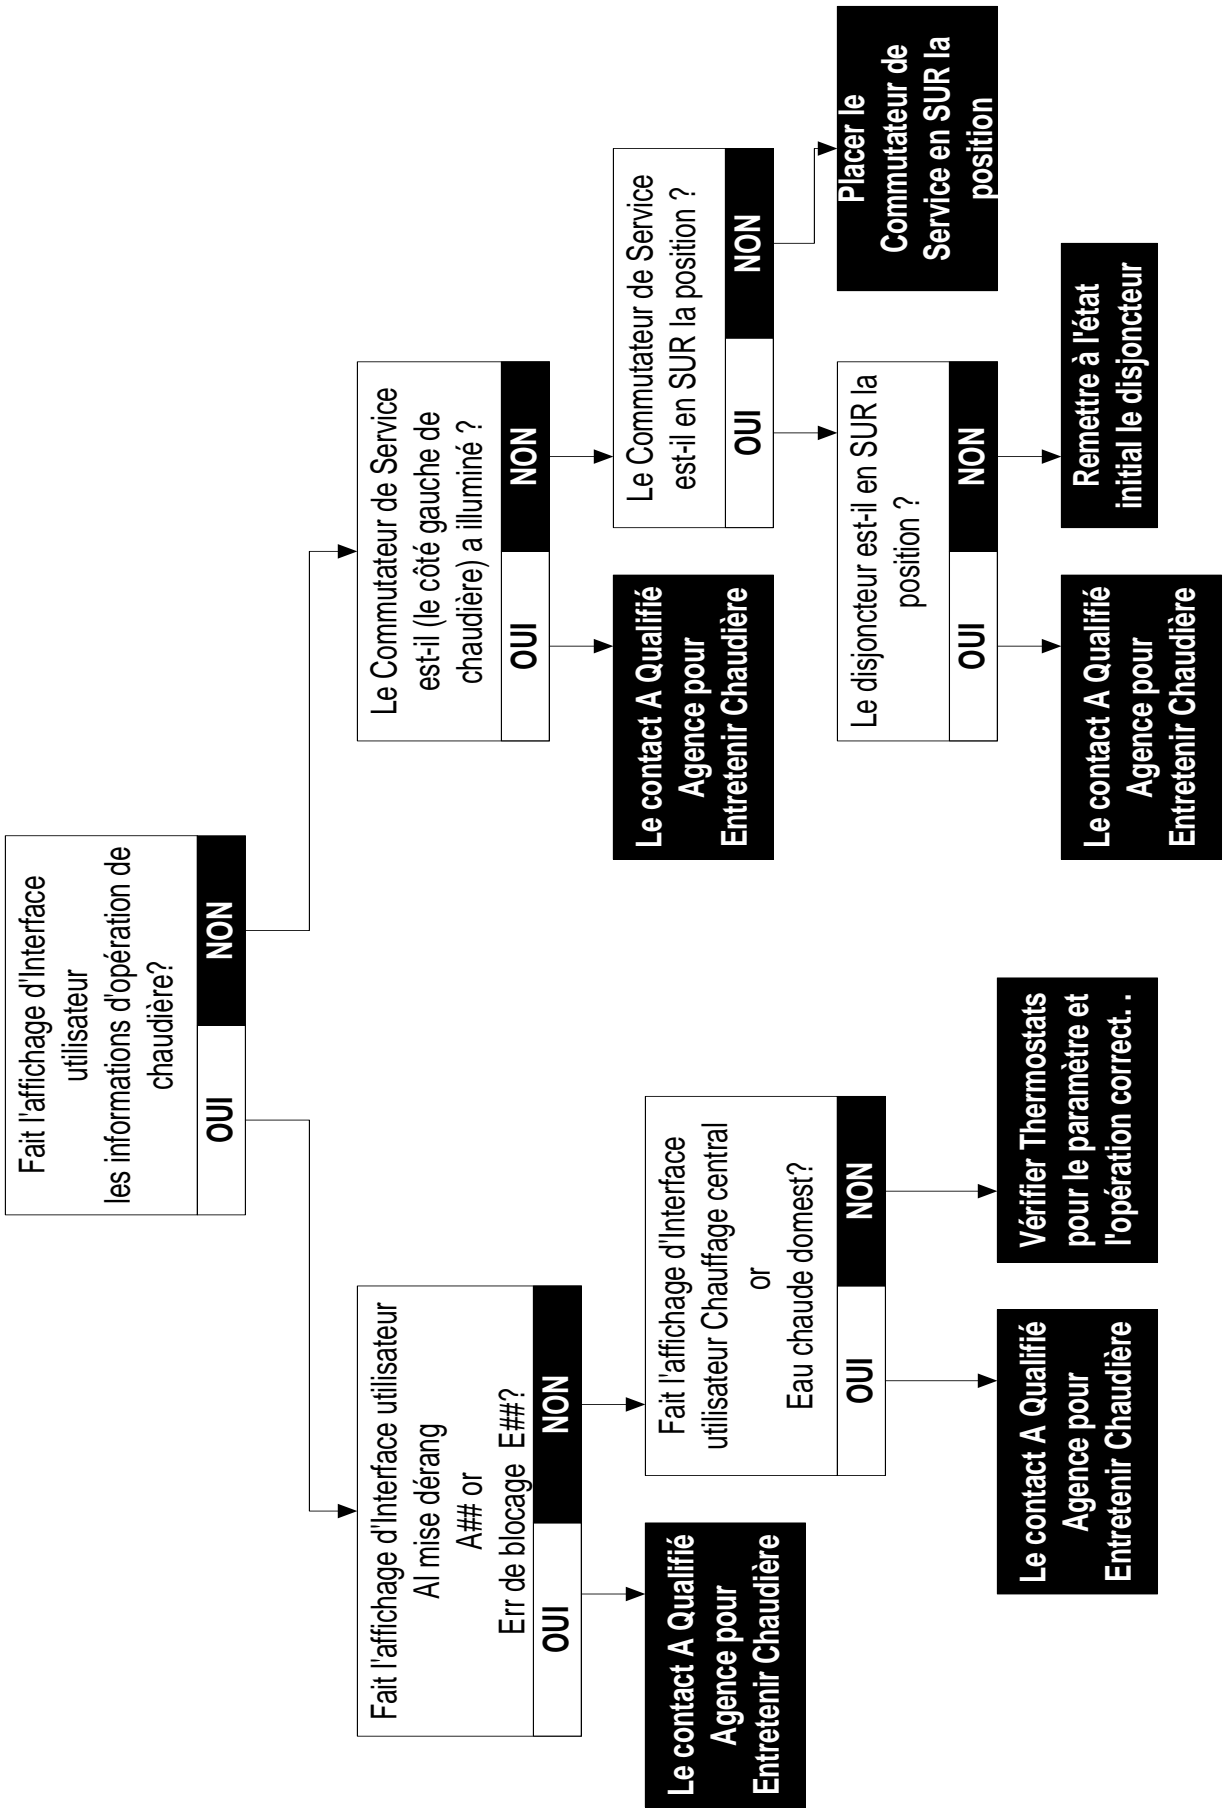 Fait l'affichage d'Interface
utilisateur
les informations d'opération de
chaudière?
OUI
NON
Fait l'affichage d'Interface utilisateur
Al mise dérang
A## or
Err de blocage E##?
OUI
NON
Le contact A Qualifié
Agence pour
Entretenir Chaudière
Fait l'affichage d'Interface
utilisateur Chauffage central
or
Eau chaude domest?
OUI
NON
Le contact A Qualifié
Agence pour
Entretenir Chaudière
Vérifier Thermostats
pour le paramètre et
l'opération correct. .
Le Commutateur de Service
est-il (le côté gauche de
chaudière) a illuminé ?
OUI
NON
Le contact A Qualifié
Agence pour
Entretenir Chaudière
Le Commutateur de Service
est-il en SUR la position ?
OUI
NON
Placer le
Commutateur de
Service en SUR la
position
Le disjoncteur est-il en SUR la
position ?
OUI
NON
Le contact A Qualifié
Agence pour
Entretenir Chaudière
Remettre à l'état
initial le disjoncteur